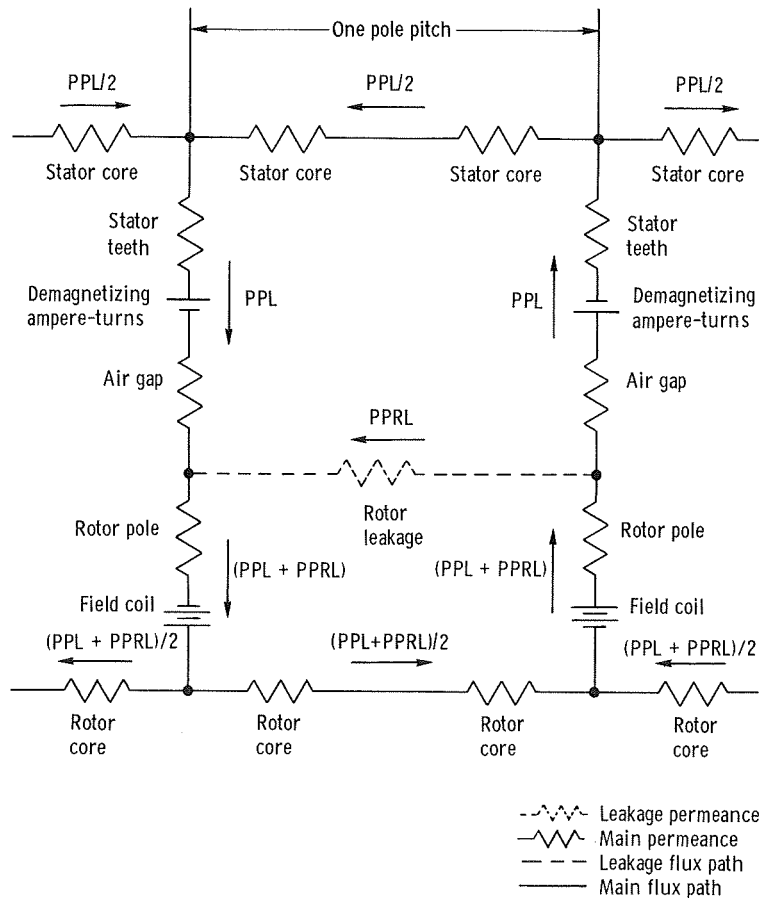 One pole pitch
PPL/2
PPL/2
PPL/2
Stator core
Stator core
Stator core
Stator core
Stator
teeth
Stator
teeth
Demagnetizing
ampere-turns
PPL
PPL
Demagnetizing
ampere-turns
Air gap
Air gap
PPRL
Rotor
leakage
Rotor pole
Rotor pole
(PPL + PPRL)
(PPL + PPRL)
Field coil
Field coil
(PPL + PPRL)/2
(PPL+PPRL)/2
(PPL + PPRL)/2
Rotor
core
Rotor
core
Rotor
core
Rotor
core
Leakage permeance
Main permeance
Leakage flux path
Main flux path